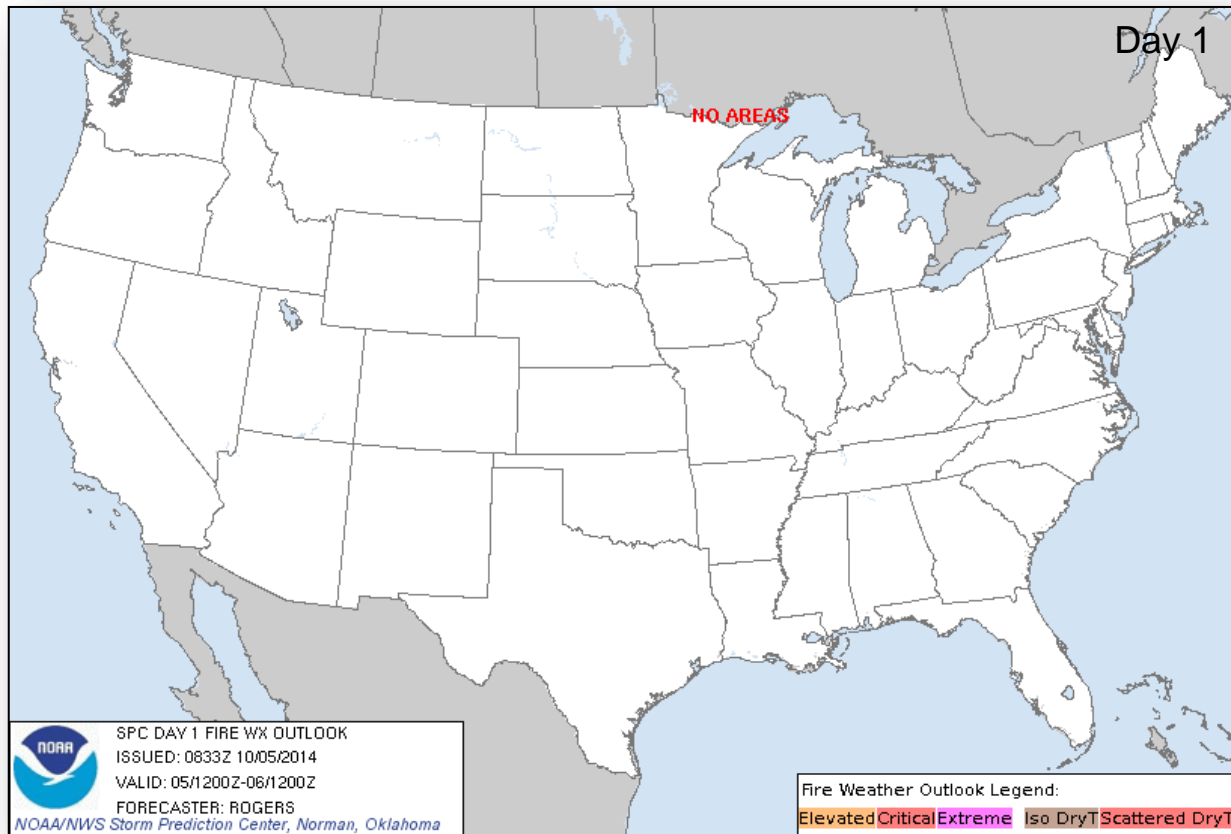 Day 1
NO AREAS
NOAA
SPC DAY 1 FIRE WX OUTLOOK
ISSUED: 0833Z 10/05/2014
VALID: 05/1200Z-06/1200Z
FORECASTER: ROGERS
NOAA/NWS Storm Prediction Center, Norman, Oklahoma
Fire Weather Outlook Legend:
Elevated Critical Extreme Iso DryT Scattered DryT